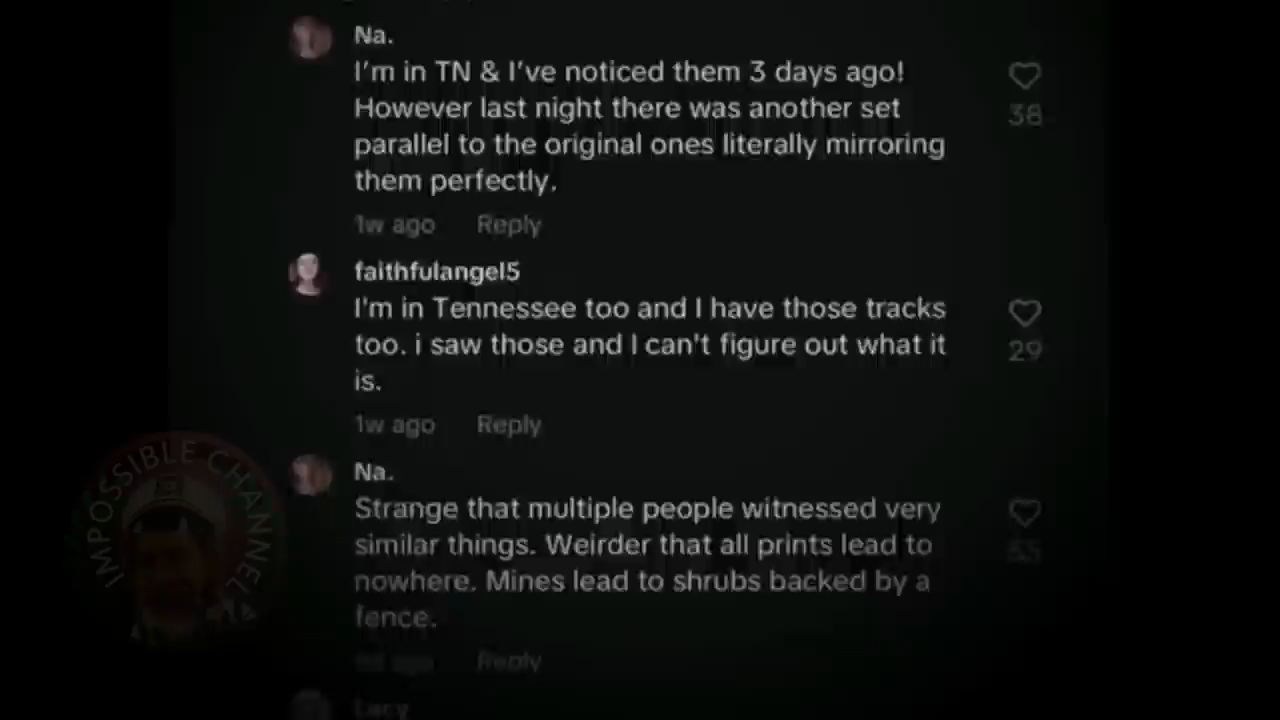 Na.
I'm in TN & I've noticed them 3 days ago!
However last night there was another set
parallel to the original ones literally mirroring
them perfectly.
38
1w ago Reply
faithfulangel5
I'm in Tennessee too and I have those tracks
too. i saw those and I can't figure out what it
is.
29
1w ago Reply
Na.
Strange that multiple people witnessed very
similar things. Weirder that all prints lead to
nowhere. Mines lead to shrubs backed by a
fence.
Reply
Lucy
IMPOSSIBLE CHANNEL